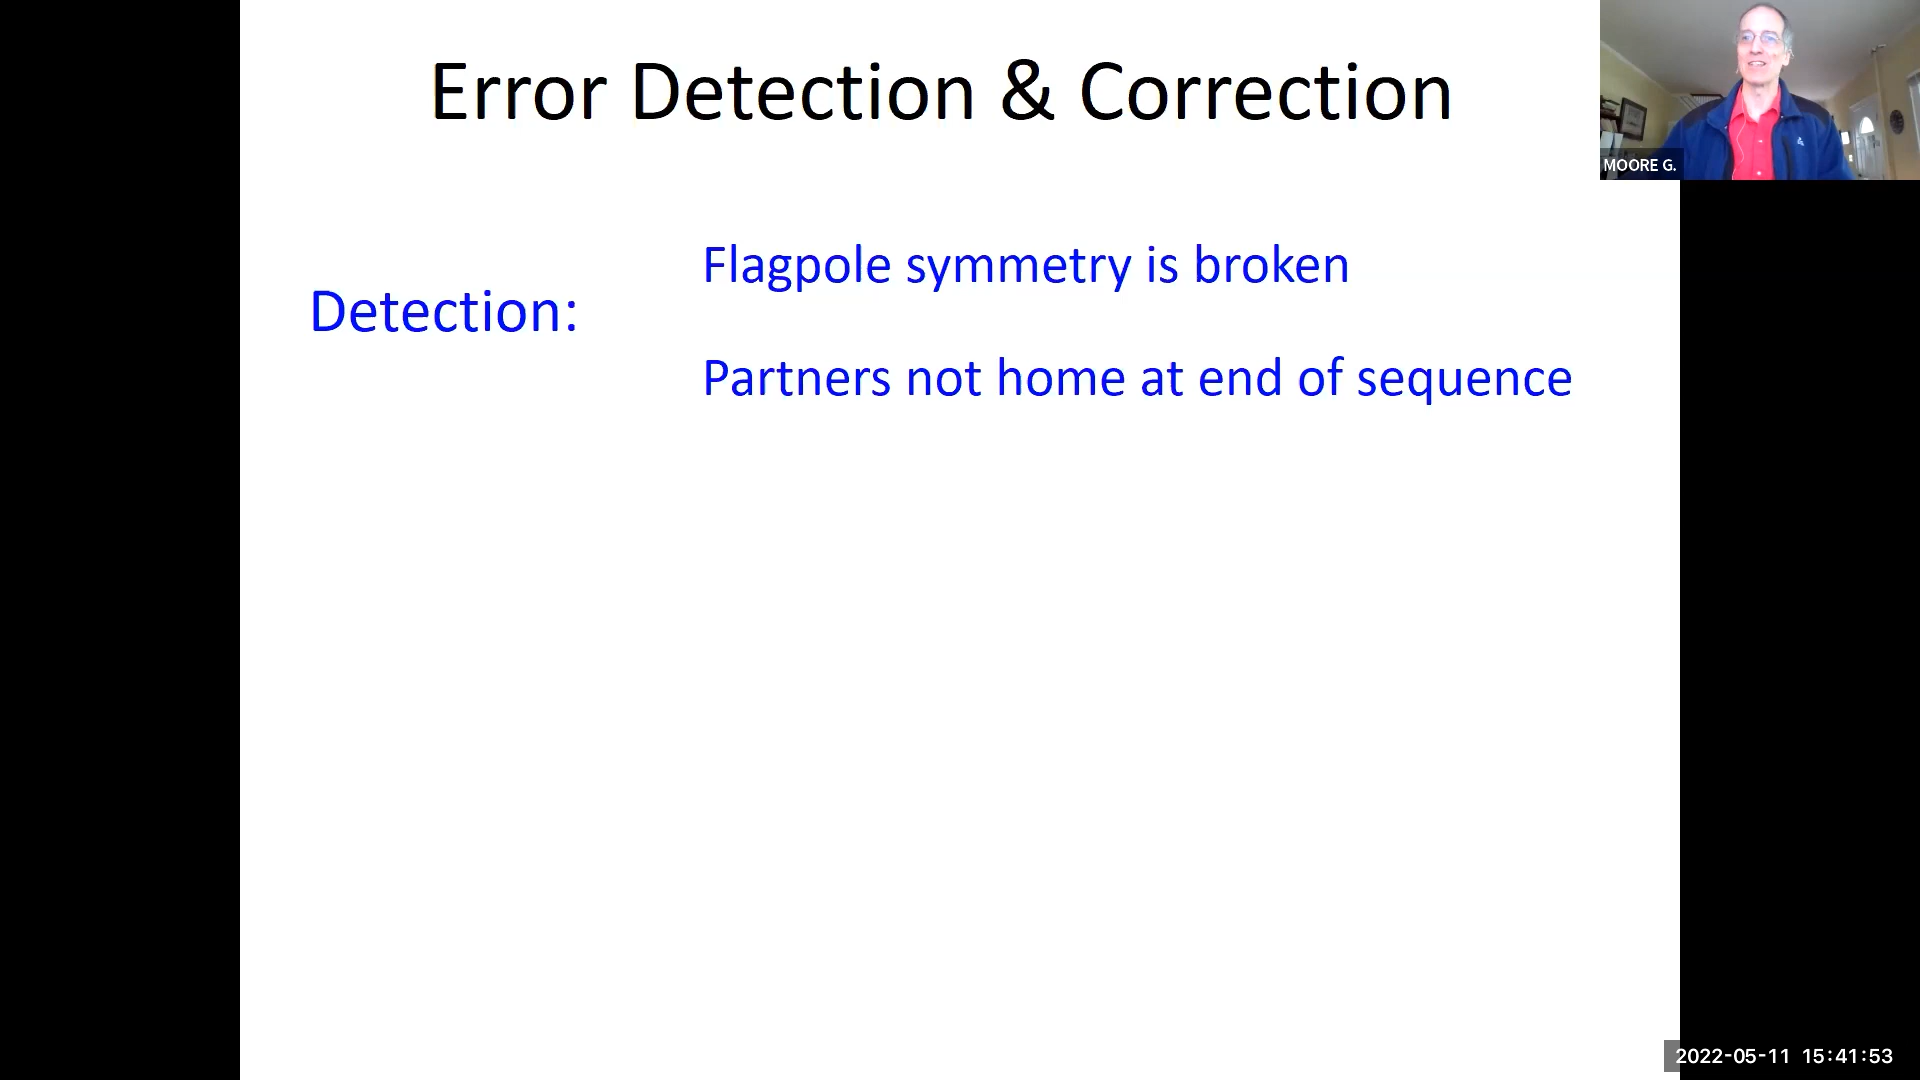 Error Detection & Correction
MOORE G.
Flagpole symmetry is broken
Detection:
Partners not home at end of sequence
2022-05-11 15:41:53